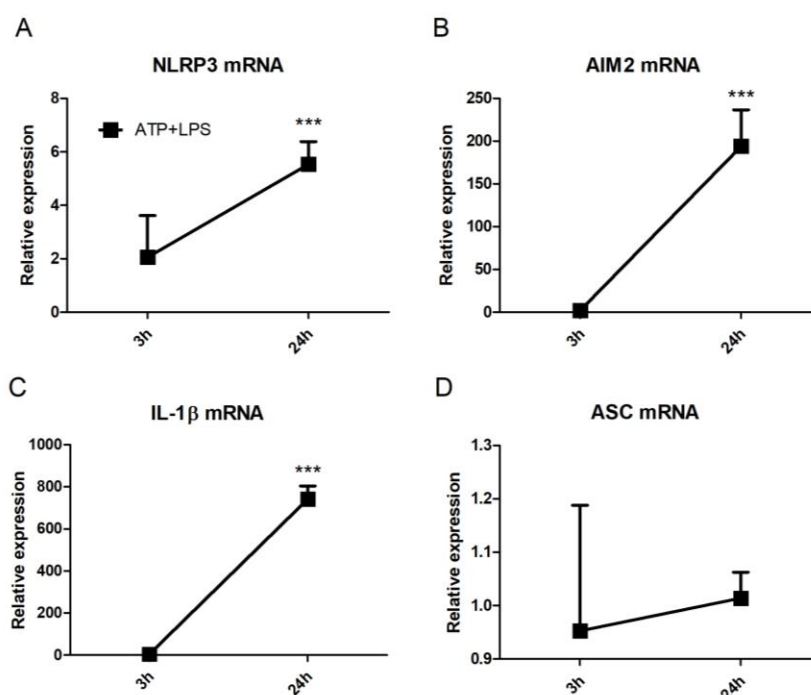 A
NLRP3 mRNA
Relative expression
8
6
4
2
0
ATP+LPS
***
3h
24h
B
AIM2 mRNA
Relative expression
250
200
150
100
50
0
***
3h
24h
C
IL-1β mRNA
Relative expression
1000
800
600
400
200
0
***
3h
24h
D
ASC mRNA
Relative expression
1.3
1.2
1.1
1.0
0.9
3h
24h